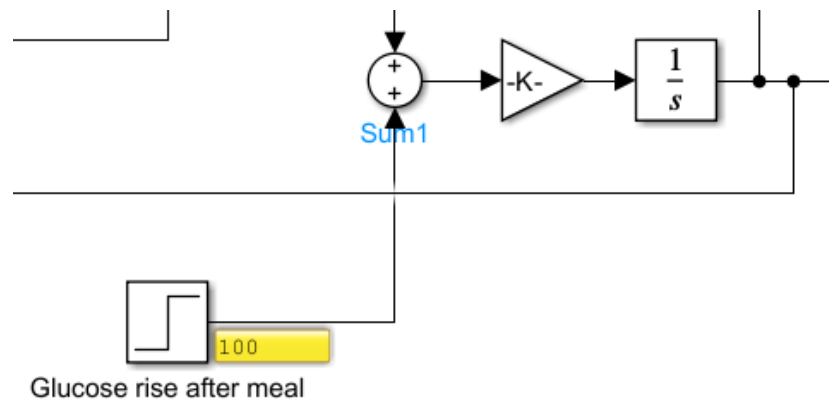 +
+
Sum1
-K-
1
s
100
Glucose rise after meal